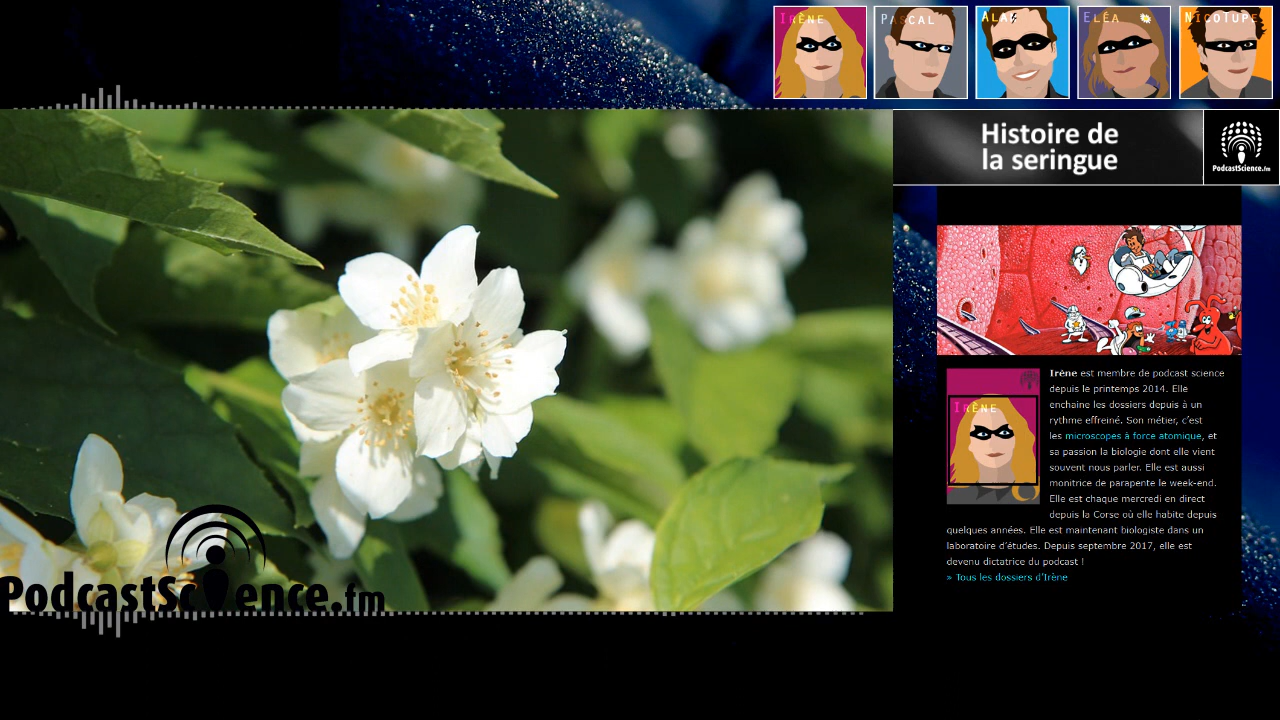 IRÈNE
PASCAL
ALAN
ELÉA
NICOTUPE
Histoire de
la seringue
PodcastScience.fm
Irène est membre de podcast science
depuis le printemps 2014. Elle
enchaine les dossiers depuis à un
rythme effreiné. Son métier, c'est
les microscopes à force atomique, et
sa passion la biologie dont elle vient
souvent nous parler. Elle est aussi
monitrice de parapente le week-end.
Elle est chaque mercredi en direct
depuis la Corse où elle habite depuis
quelques années. Elle est maintenant biologiste dans un
laboratoire d'études. Depuis septembre 2017, elle est
devenu dictatrice du podcast !
» Tous les dossiers d'Irène
IRÈNE
PodcastScience.fm